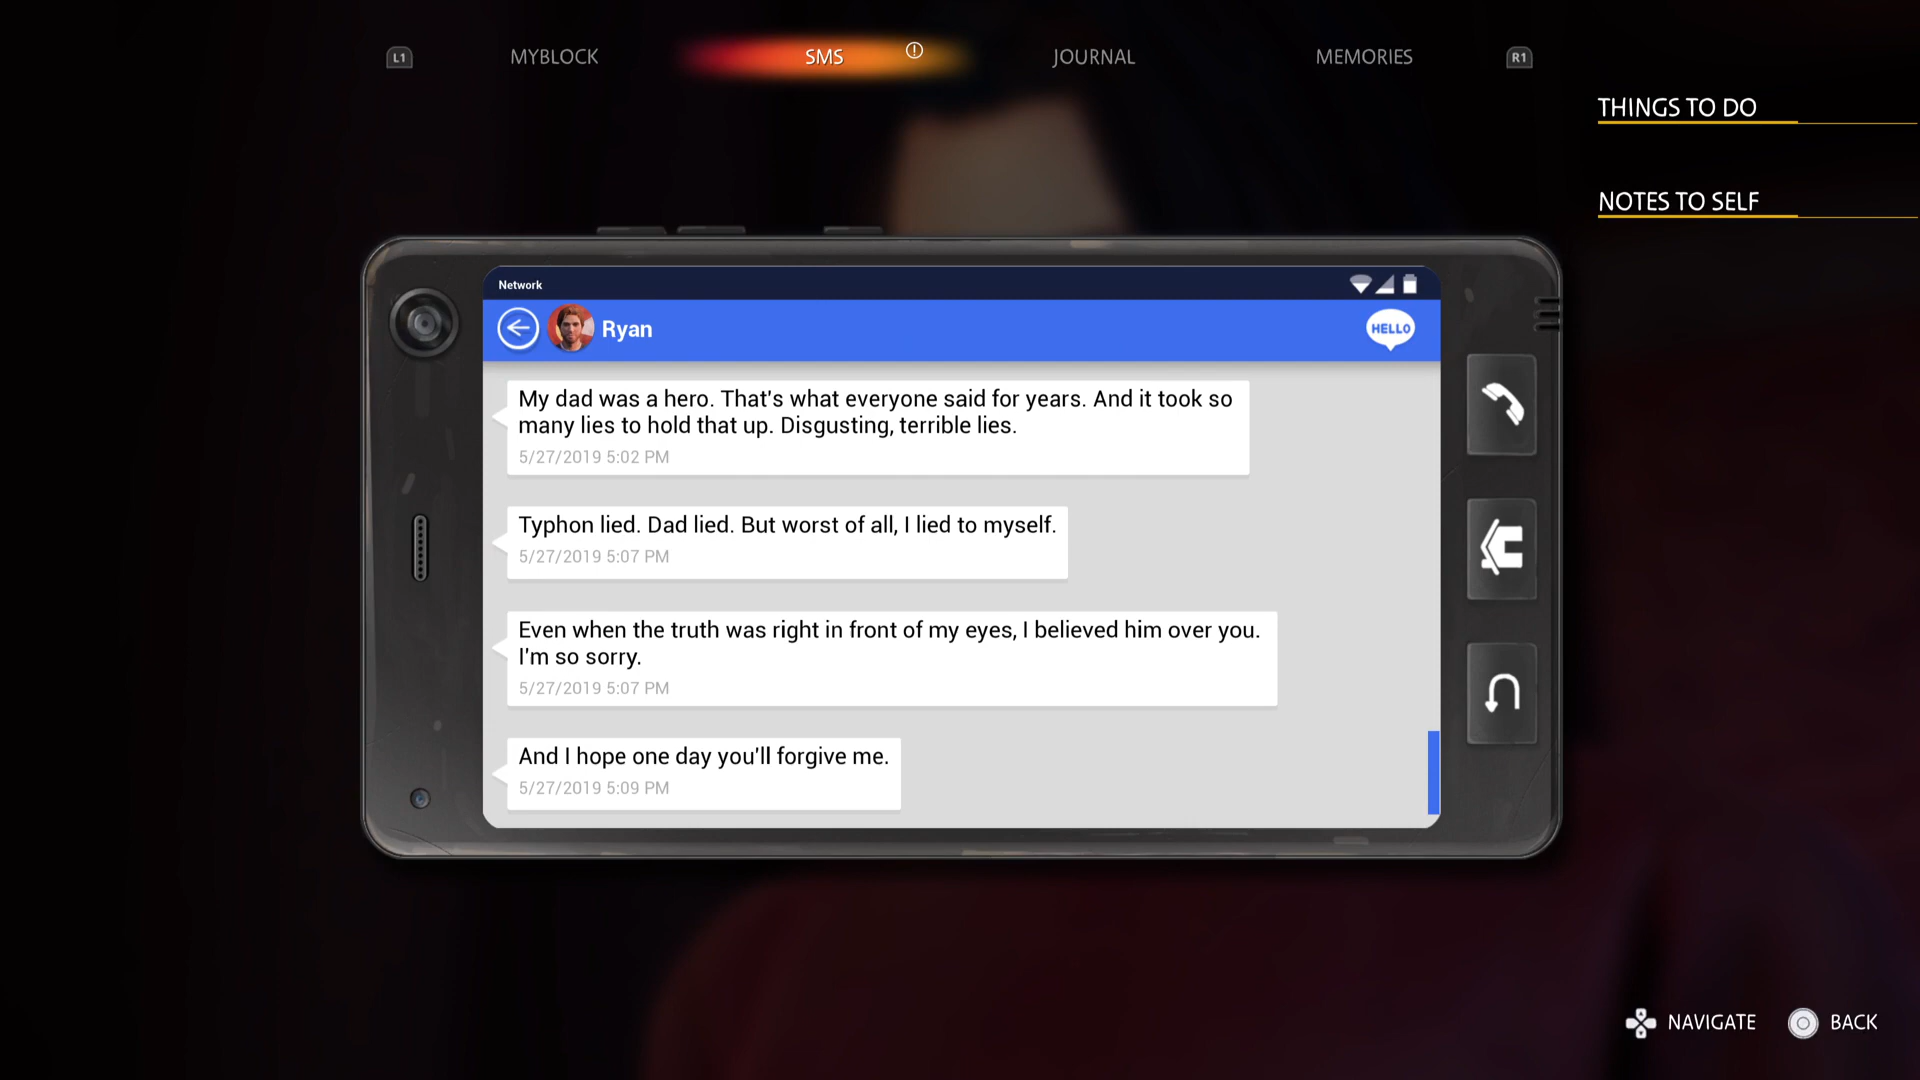 L1
MYBLOCK
SMS
JOURNAL
MEMORIES
R1
THINGS TO DO
NOTES TO SELF
Network
Ryan
HELLO
My dad was a hero. That's what everyone said for years. And it took so
many lies to hold that up. Disgusting, terrible lies.
5/27/2019 5:02 PM
Typhon lied. Dad lied. But worst of all, I lied to myself.
5/27/2019 5:07 PM
Even when the truth was right in front of my eyes, I believed him over you.
I'm so sorry.
5/27/2019 5:07 PM
And I hope one day you'll forgive me.
5/27/2019 5:09 PM
NAVIGATE
BACK